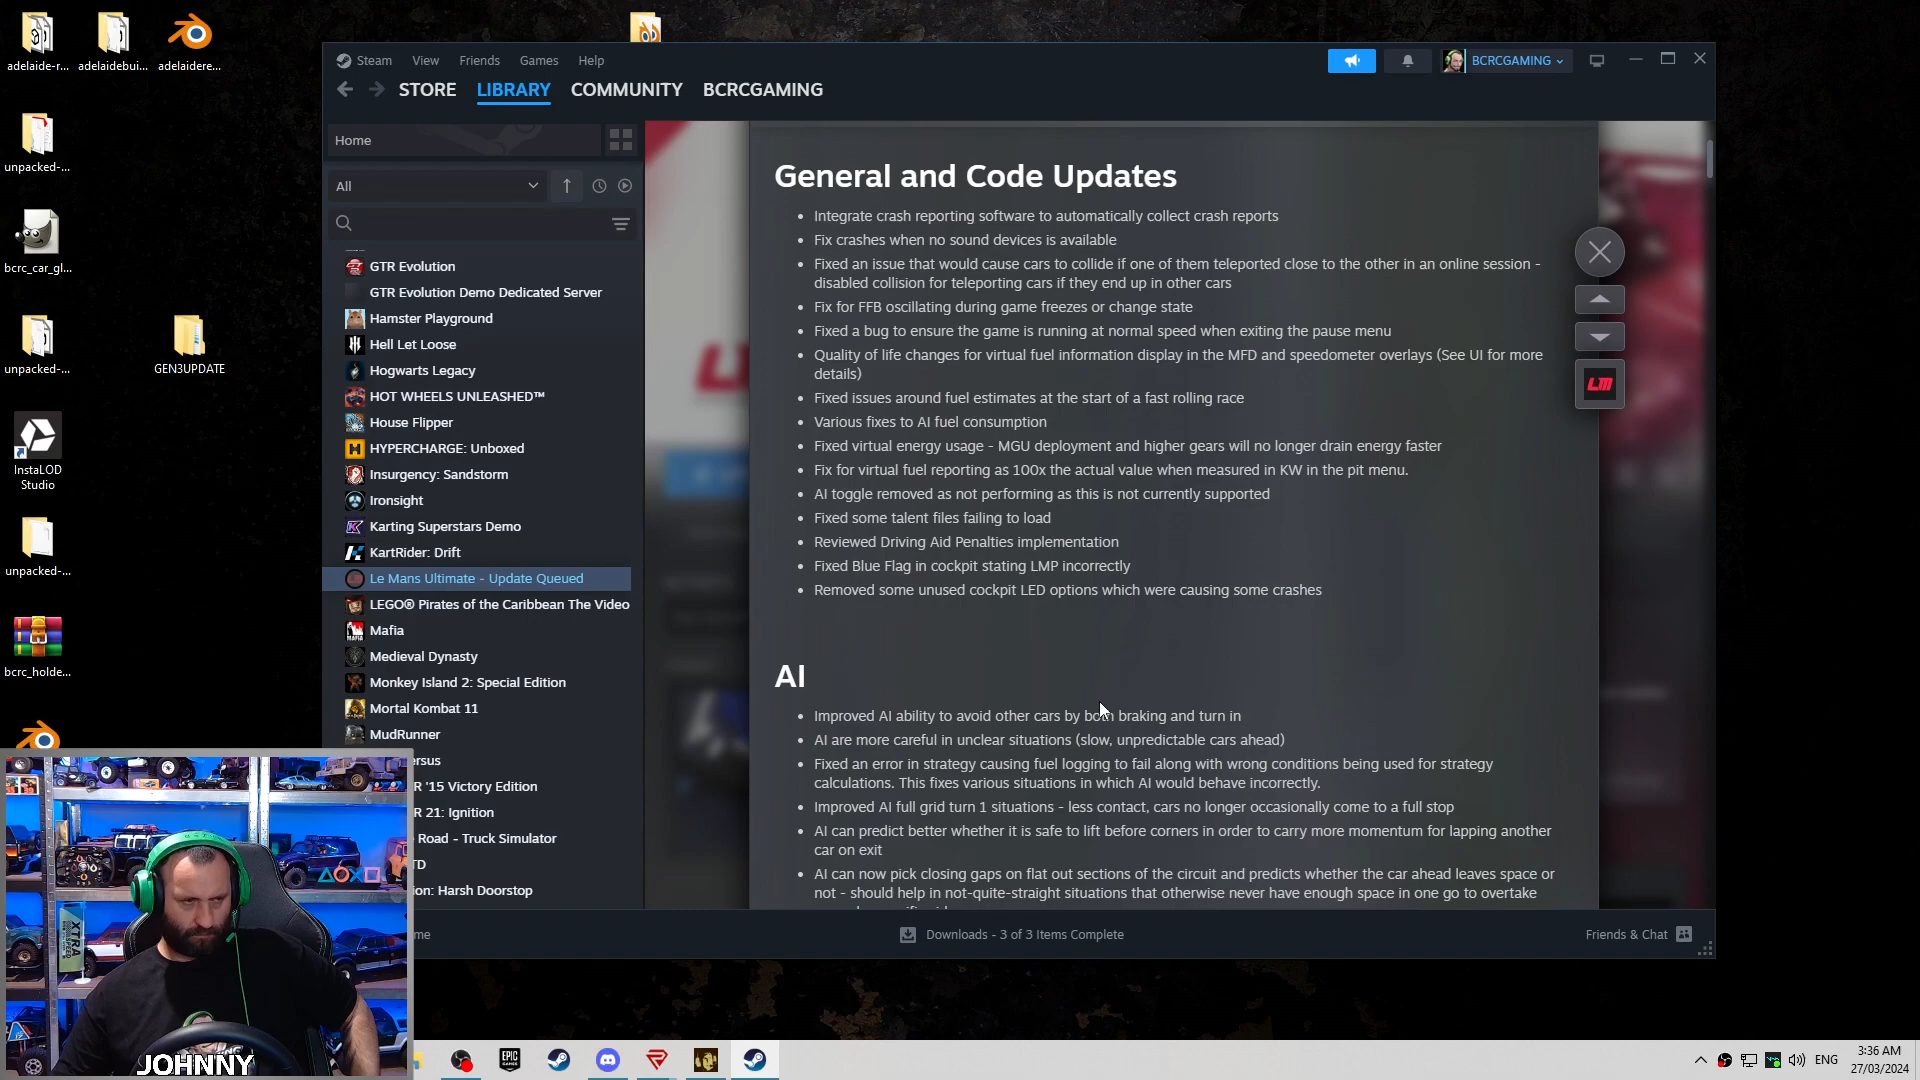 adelaide-r...
adelaidebui...
adelaidere...
unpacked-...
bcrc_car_gl...
unpacked-...
GEN3UPDATE
InstaLOD
Studio
unpacked-...
bcrc_holde...
Steam
View
Friends
Games
Help
BCRCGAMING
STORE
LIBRARY
COMMUNITY
BCRCGAMING
Home
All
GTR Evolution
GTR Evolution Demo Dedicated Server
Hamster Playground
Hell Let Loose
Hogwarts Legacy
HOT WHEELS UNLEASHED™
House Flipper
HYPERCHARGE: Unboxed
Insurgency: Sandstorm
Ironsight
Karting Superstars Demo
KartRider: Drift
Le Mans Ultimate - Update Queued
LEGO® Pirates of the Caribbean The Video
Mafia
Medieval Dynasty
Monkey Island 2: Special Edition
Mortal Kombat 11
MudRunner
ersus
R '15 Victory Edition
R 21: Ignition
Road - Truck Simulator
TD
ion: Harsh Doorstop
General and Code Updates
• Integrate crash reporting software to automatically collect crash reports
• Fix crashes when no sound devices is available
• Fixed an issue that would cause cars to collide if one of them teleported close to the other in an online session -
disabled collision for teleporting cars if they end up in other cars
• Fix for FFB oscillating during game freezes or change state
• Fixed a bug to ensure the game is running at normal speed when exiting the pause menu
• Quality of life changes for virtual fuel information display in the MFD and speedometer overlays (See UI for more
details)
• Fixed issues around fuel estimates at the start of a fast rolling race
• Various fixes to AI fuel consumption
• Fixed virtual energy usage - MGU deployment and higher gears will no longer drain energy faster
• Fix for virtual fuel reporting as 100x the actual value when measured in KW in the pit menu.
• AI toggle removed as not performing as this is not currently supported
• Fixed some talent files failing to load
• Reviewed Driving Aid Penalties implementation
• Fixed Blue Flag in cockpit stating LMP incorrectly
• Removed some unused cockpit LED options which were causing some crashes
AI
• Improved AI ability to avoid other cars by both braking and turn in
• AI are more careful in unclear situations (slow, unpredictable cars ahead)
• Fixed an error in strategy causing fuel logging to fail along with wrong conditions being used for strategy
calculations. This fixes various situations in which AI would behave incorrectly.
• Improved AI full grid turn 1 situations - less contact, cars no longer occasionally come to a full stop
• AI can predict better whether it is safe to lift before corners in order to carry more momentum for lapping another
car on exit
• AI can now pick closing gaps on flat out sections of the circuit and predicts whether the car ahead leaves space or
not - should help in not-quite-straight situations that otherwise never have enough space in one go to overtake
LM
me
Downloads - 3 of 3 Items Complete
Friends & Chat
XTRA
SPEED
JOHNNY
EPIC
GAMES
ENG
3:36 AM
27/03/2024